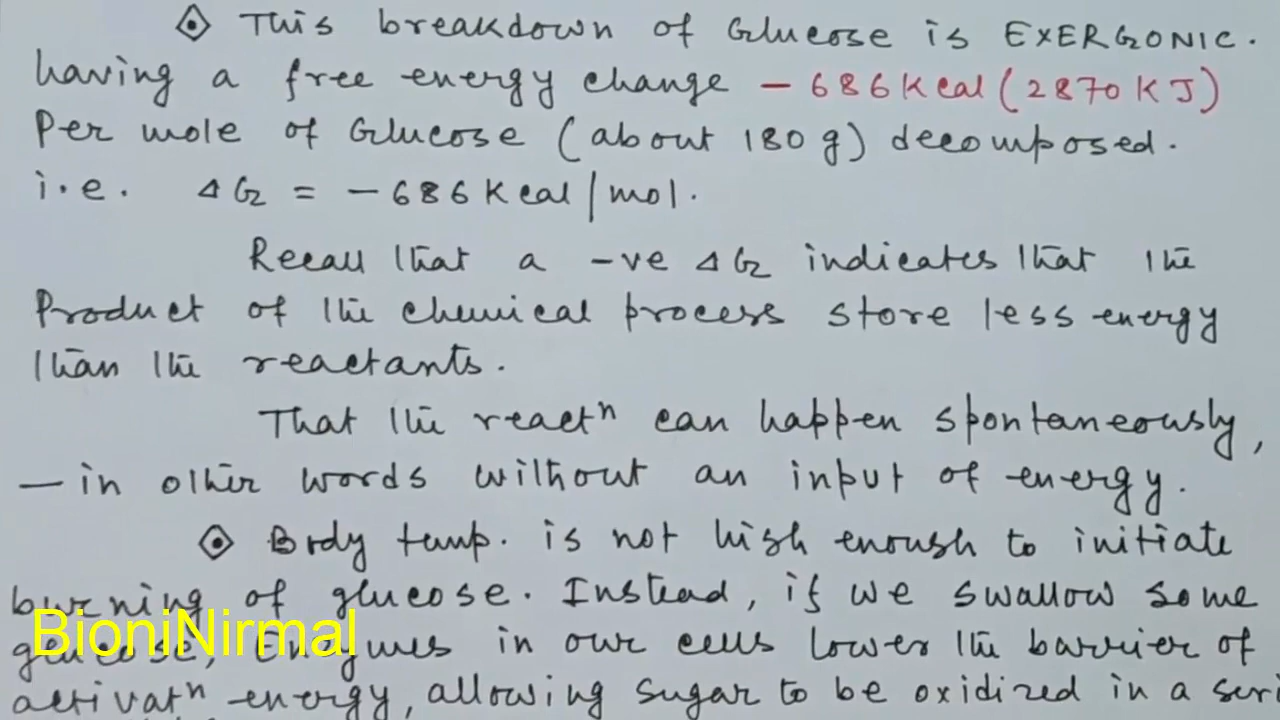 This breakdown of Glucose is EXERGONIC.
having a free energy change – 686 Kcal (2870 KJ)
Per mole of Glucose (about 180 g) decomposed.
i.e. ΔG = – 686 Kcal/mol.
Recall that a -ve ΔG indicates that the
Product of the chemical process store less energy
than the reactants.
That the reactⁿ can happen spontaneously,
— in other words without an input of energy.
Body temp. is not high enough to initiate
burning of glucose. Instead, if we swallow some
BioniNirmal
glucose, Enzymes in our cells lower the barrier of
activatⁿ energy, allowing sugar to be oxidized in a seri